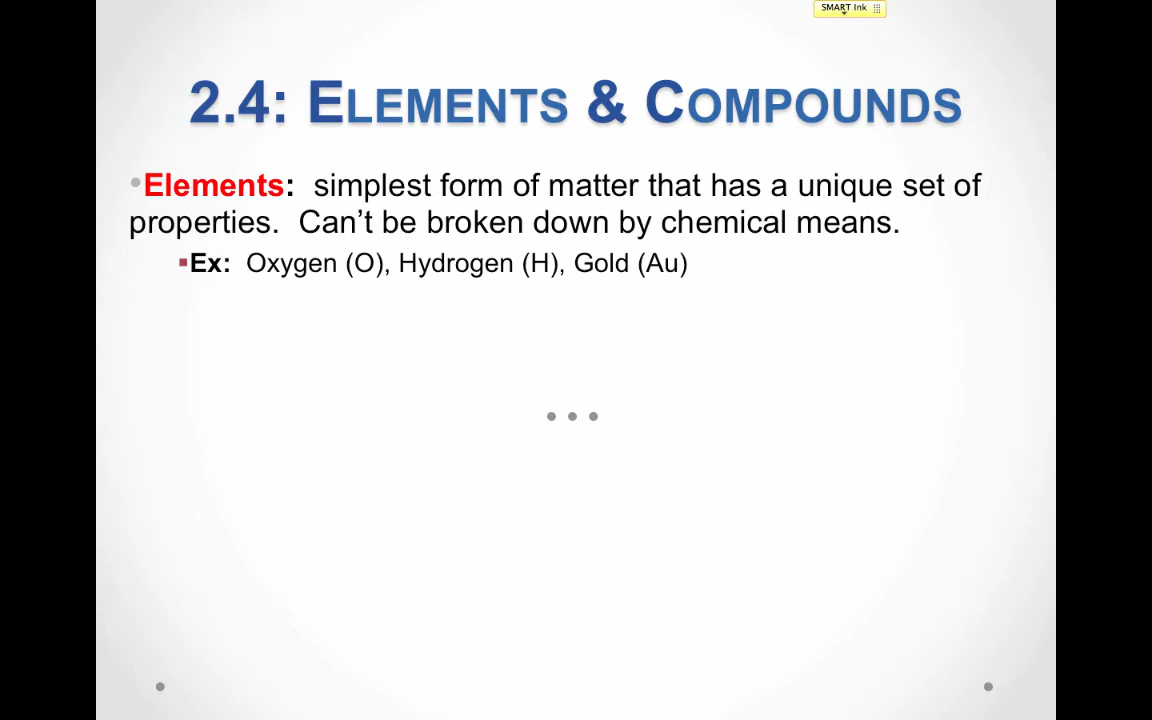 SMART Ink
2.4: ELEMENTS & COMPOUNDS
•Elements:  simplest form of matter that has a unique set of
properties.  Can’t be broken down by chemical means.
▪Ex:  Oxygen (O), Hydrogen (H), Gold (Au)